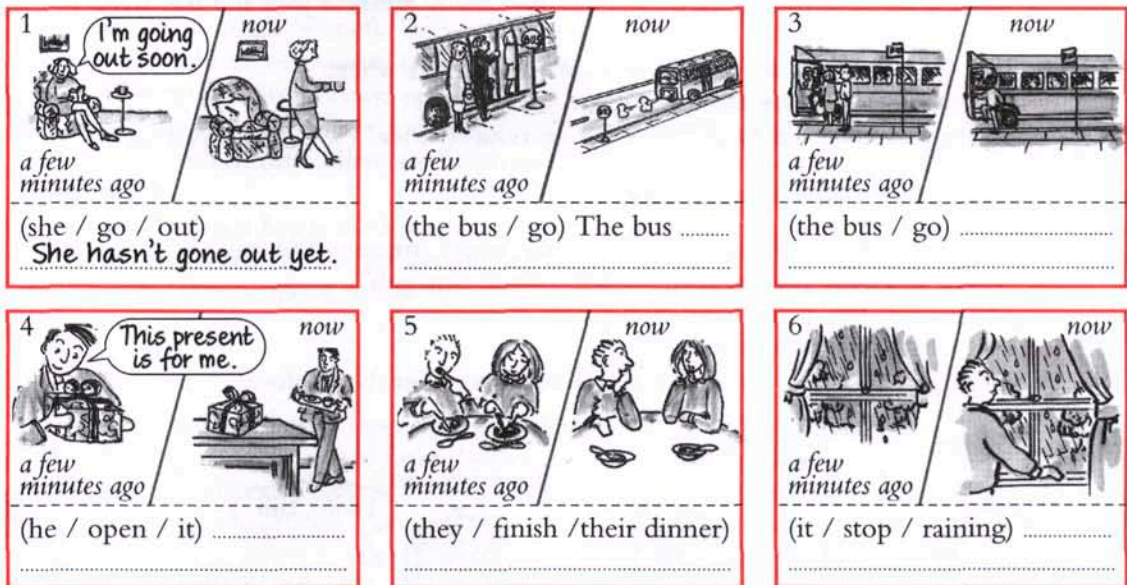 1
I'm going
out soon.
now
a few
minutes ago
(she / go / out)
She hasn't gone out yet.
2
now
a few
minutes ago
(the bus / go) The bus .........
3
now
a few
minutes ago
(the bus / go) .........................
4
This present
is for me.
now
a few
minutes ago
(he / open / it) .........................
5
now
a few
minutes ago
(they / finish /their dinner)
6
now
a few
minutes ago
(it / stop / raining) ..............